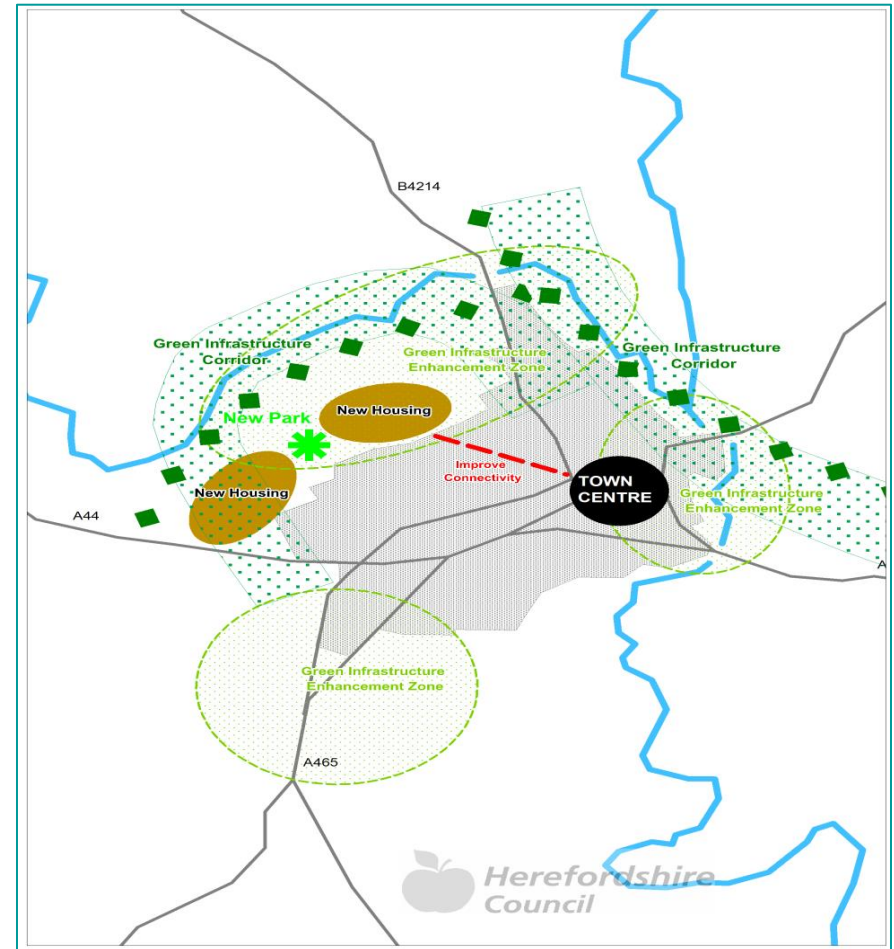 B4214
Green Infrastructure
Corridor
Green Infrastructure
Enhancement Zone
Green Infrastructure
Corridor
New Housing
New Park
Improve
Connectivity
TOWN
CENTRE
New Housing
Green Infrastructure
Enhancement Zone
A44
A
Green Infrastructure
Enhancement Zone
A465
Herefordshire
Council